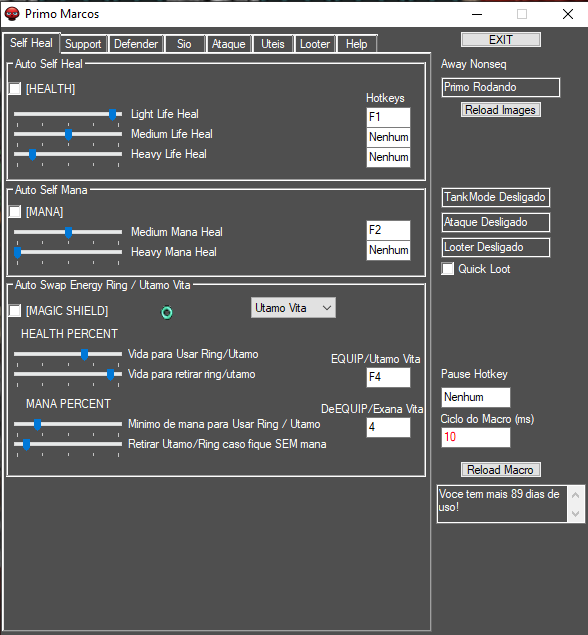 Primo Marcos
Self Heal
Support
Defender
Sio
Ataque
Uteis
Looter
Help
EXIT
Auto Self Heal
[HEALTH]
Hotkeys
Light Life Heal
F1
Medium Life Heal
Nenhum
Heavy Life Heal
Nenhum
Auto Self Mana
[MANA]
Medium Mana Heal
F2
Heavy Mana Heal
Nenhum
Auto Swap Energy Ring / Utamo Vita
[MAGIC SHIELD]
Utamo Vita
HEALTH PERCENT
Vida para Usar Ring/Utamo
EQUIP/Utamo Vita
Vida para retirar ring/utamo
F4
MANA PERCENT
DeEQUIP/Exana Vita
Minimo de mana para Usar Ring / Utamo
4
Retirar Utamo/Ring caso fique SEM mana
Away Nonseq
Primo Rodando
Reload Images
TankMode Desligado
Ataque Desligado
Looter Desligado
Quick Loot
Pause Hotkey
Nenhum
Ciclo do Macro (ms)
10
Reload Macro
Voce tem mais 89 dias de
uso!